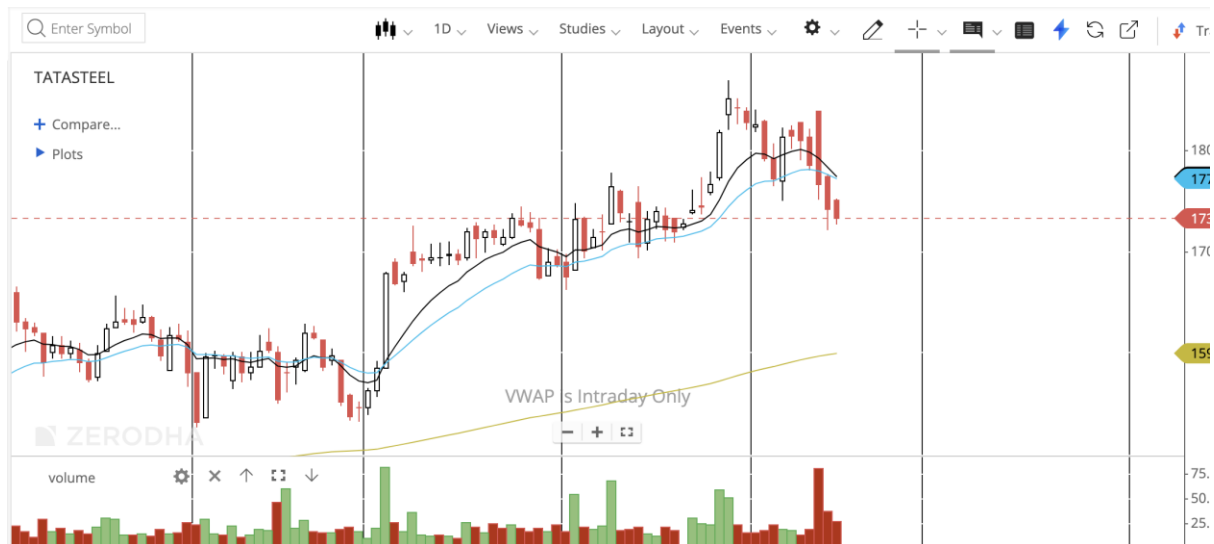 Enter Symbol 1D Views Studies Layout Events Tra
TATASTEEL
+ Compare...
Plots
180
177
173
170
159
VWAP is Intraday Only
ZERODHA
volume
75.
50.
25.